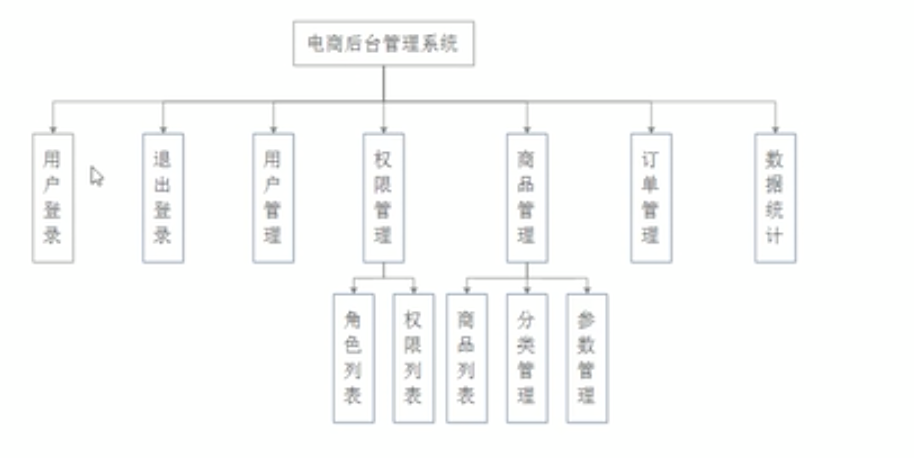 电商后台管理系统
用户登录
退出登录
用户管理
权限管理
商品管理
订单管理
数据统计
角色列表
权限列表
商品列表
分类管理
参数管理